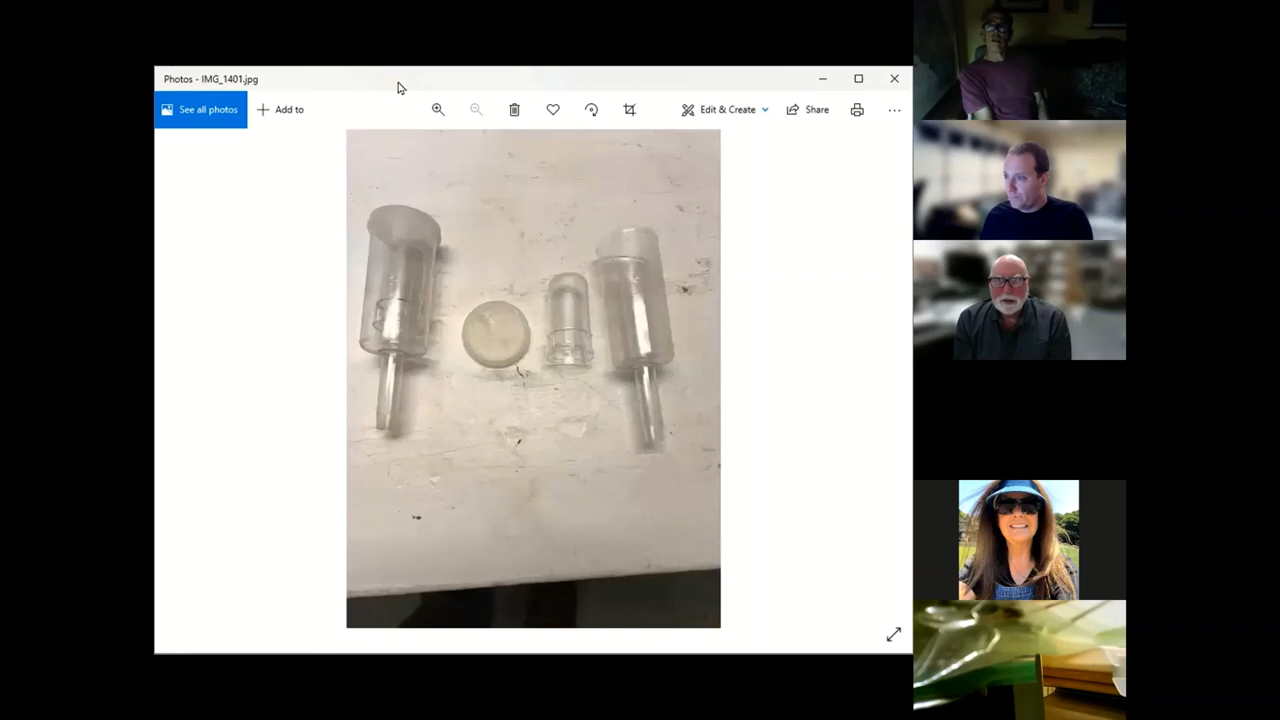 Photos - IMG_1401.jpg
See all photos
Add to
Edit & Create
Share